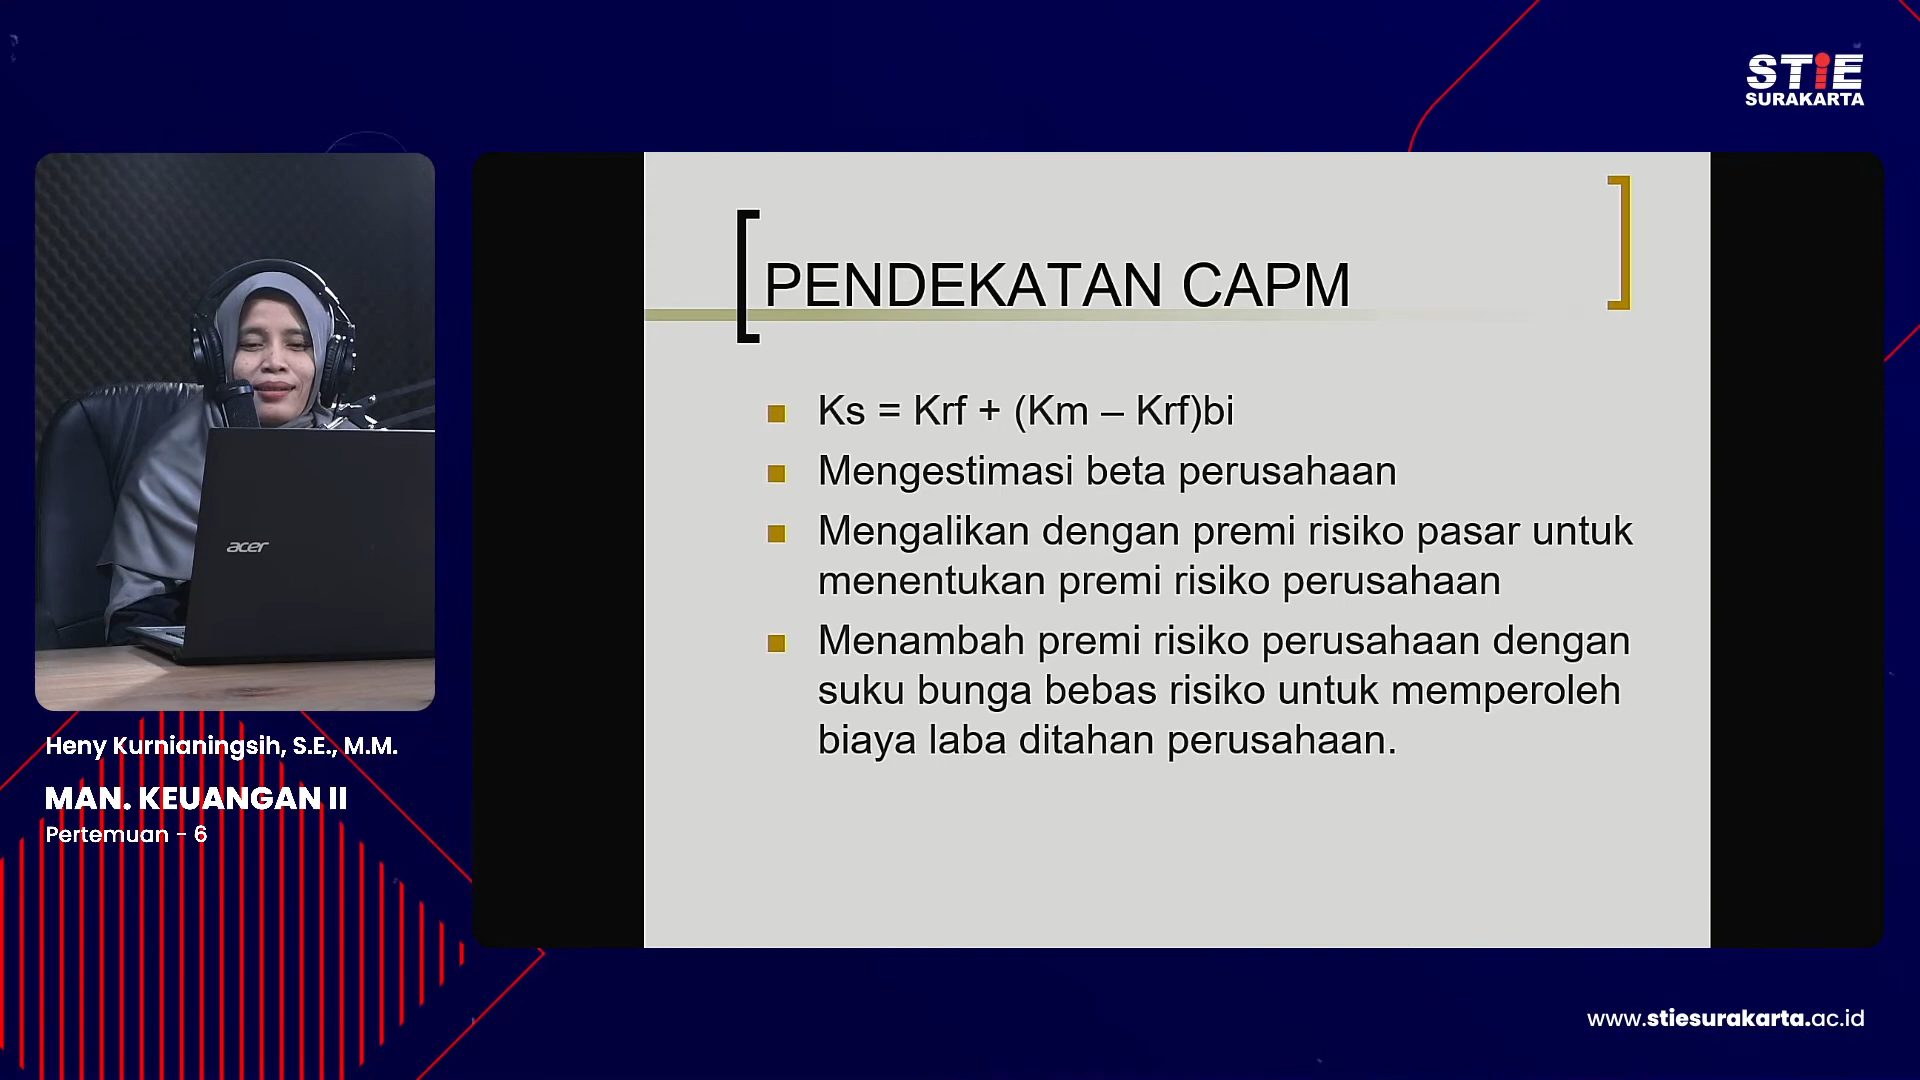 STiE
SURAKARTA
PENDEKATAN CAPM
Ks = Krf + (Km – Krf)bi
Mengestimasi beta perusahaan
Mengalikan dengan premi risiko pasar untuk
menentukan premi risiko perusahaan
Menambah premi risiko perusahaan dengan
suku bunga bebas risiko untuk memperoleh
biaya laba ditahan perusahaan.
acer
Heny Kurnianingsih, S.E., M.M.
MAN. KEUANGAN II
Pertemuan - 6
www.stiesurakarta.ac.id